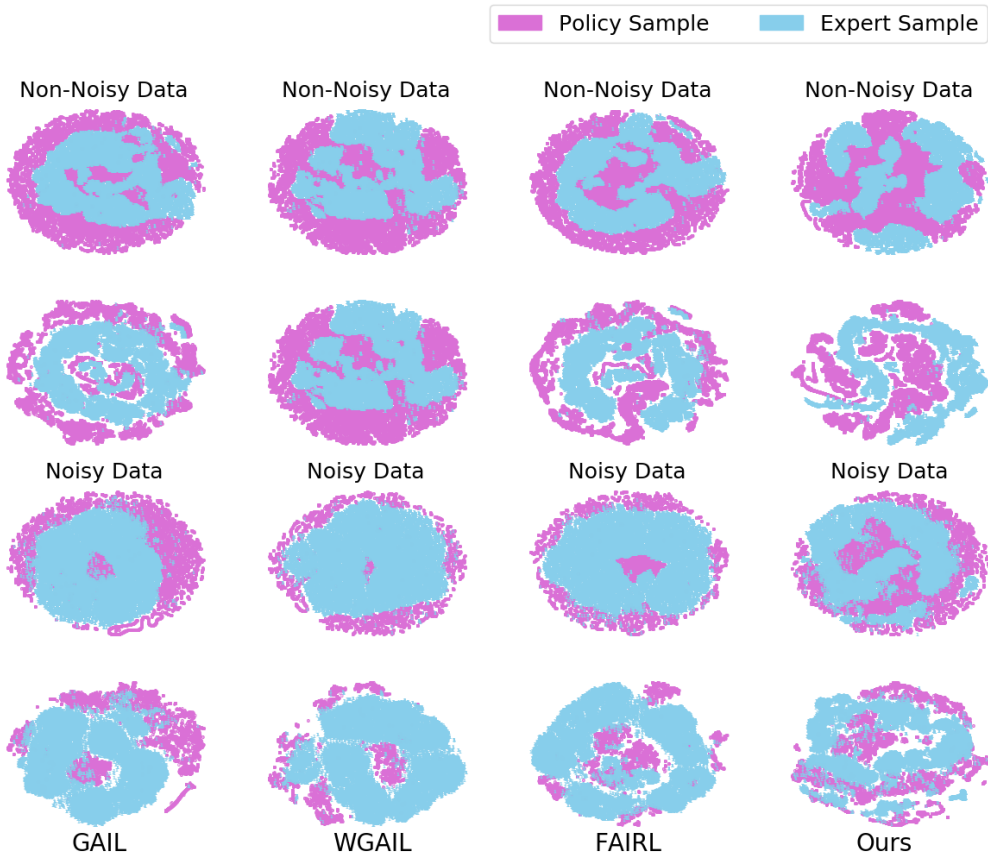 Policy Sample Expert Sample
Non-Noisy Data Non-Noisy Data Non-Noisy Data Non-Noisy Data
Noisy Data Noisy Data Noisy Data Noisy Data
GAIL WGAIL FAIRL Ours